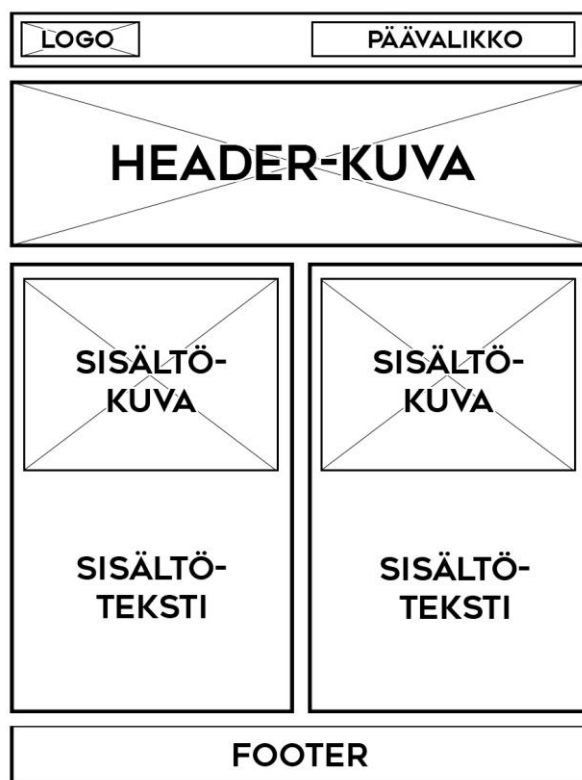 LOGO
PÄÄVALIKKO
HEADER-KUVA
SISÄLTÖ-
KUVA
SISÄLTÖ-
TEKSTI
SISÄLTÖ-
KUVA
SISÄLTÖ-
TEKSTI
FOOTER